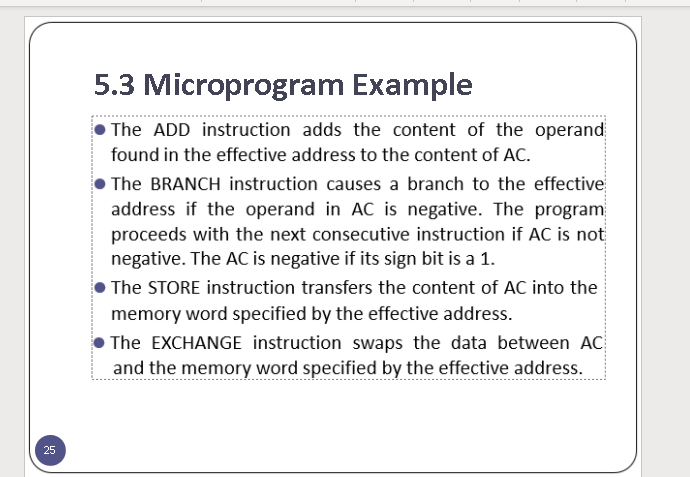 5.3 Microprogram Example
● The ADD instruction adds the content of the operand
found in the effective address to the content of AC.
● The BRANCH instruction causes a branch to the effective
address if the operand in AC is negative. The program
proceeds with the next consecutive instruction if AC is not
negative. The AC is negative if its sign bit is a 1.
● The STORE instruction transfers the content of AC into the
memory word specified by the effective address.
● The EXCHANGE instruction swaps the data between AC
and the memory word specified by the effective address.
25